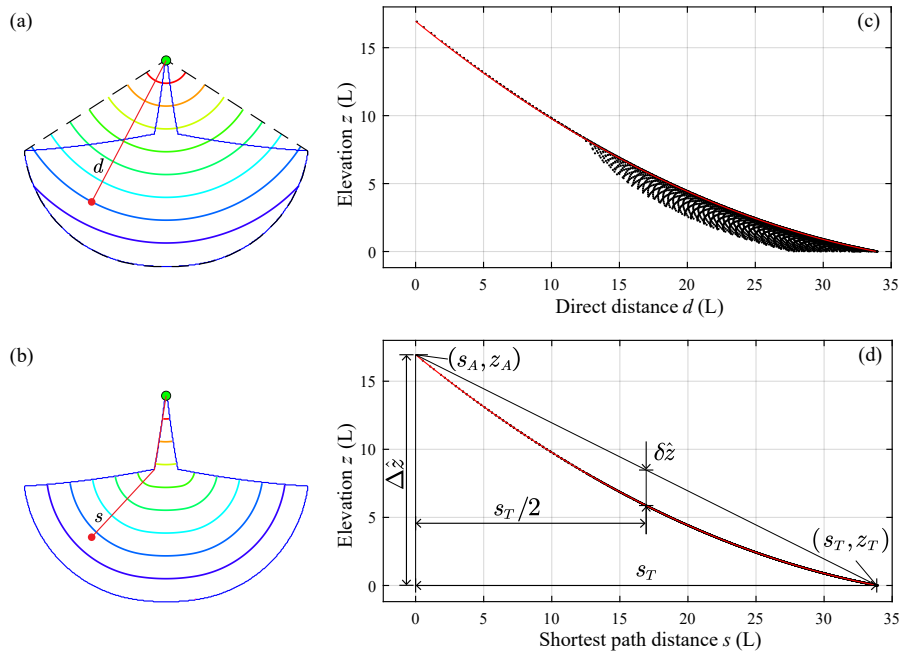 (a)
d
(c)
Elevation z (L)
15
10
5
0
0 5 10 15 20 25 30 35
Direct distance d (L)
(b)
s
(d)
Elevation z (L)
15
10
5
0
(s_A, z_A)
δẑ
Δẑ
s_T/2
(s_T, z_T)
s_T
0 5 10 15 20 25 30 35
Shortest path distance s (L)